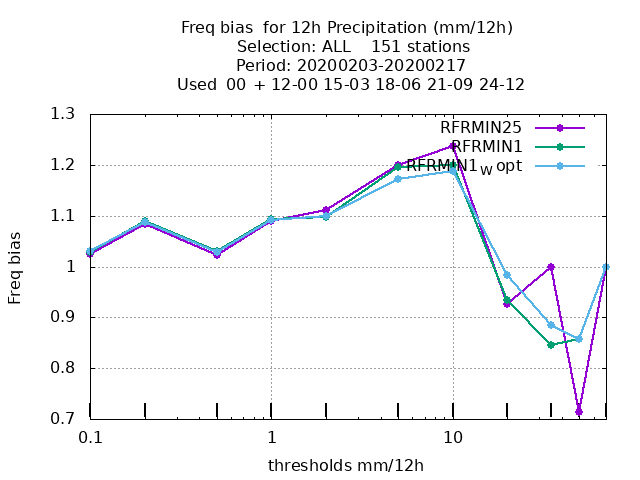 Freq bias  for 12h Precipitation (mm/12h)
Selection: ALL    151 stations
Period: 20200203-20200217
Used  00 + 12-00 15-03 18-06 21-09 24-12
RFRMIN25
RFRMIN1
RFRMIN1_W opt
1.3
1.2
1.1
1
0.9
0.8
0.7
Freq bias
0.1
1
10
thresholds mm/12h